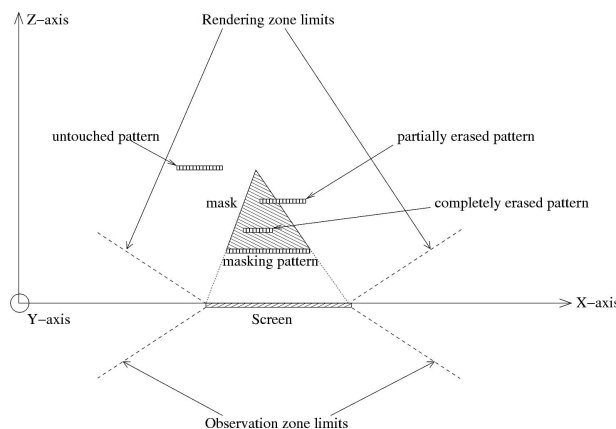 Z-axis
Rendering zone limits
untouched pattern
partially erased pattern
mask
completely erased pattern
masking pattern
X-axis
Y-axis
Screen
Observation zone limits